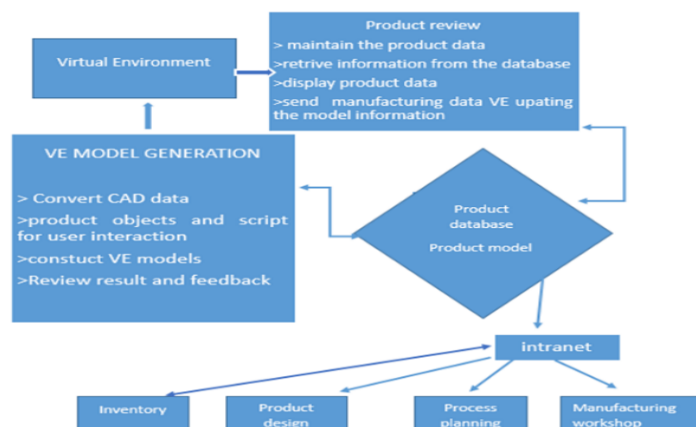 Virtual Environment
Product review
> maintain the product data
>retrive information from the database
>display product data
>send manufacturing data VE upating
the model information
VE MODEL GENERATION
> Convert CAD data
>product objects and script
for user interaction
>constuct VE models
>Review result and feedback
Product
database
Product model
intranet
Inventory
Product
design
Process
planning
Manufacturing
workshop